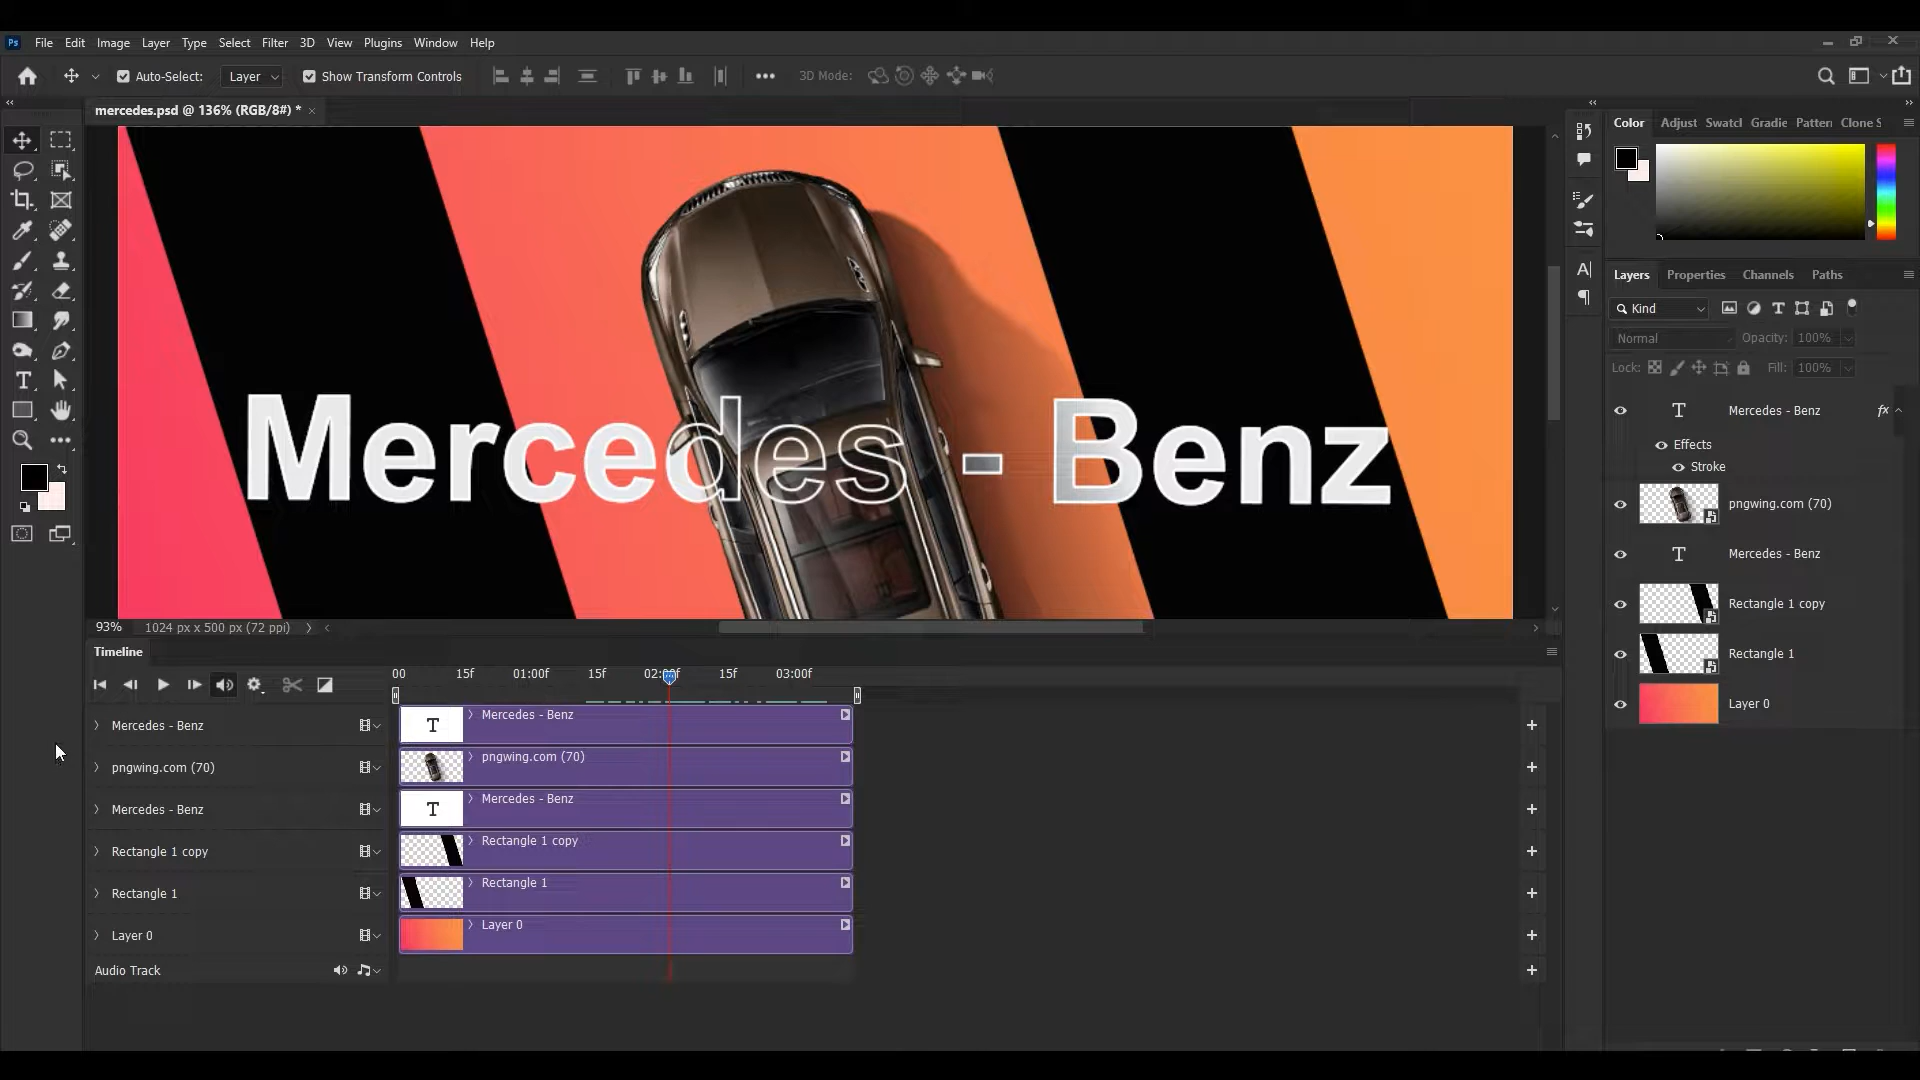 Ps File Edit Image Layer Type Select Filter 3D View Plugins Window Help
Auto-Select: Layer Show Transform Controls 3D Mode:
mercedes.psd @ 136% (RGB/8#) *
Mercedes - Benz
93% 1024 px x 500 px (72 ppi)
Timeline
00 15f 01:00f 15f 02:00f 15f 03:00f
Mercedes - Benz T Mercedes - Benz
pngwing.com (70) pngwing.com (70)
Mercedes - Benz T Mercedes - Benz
Rectangle 1 copy Rectangle 1 copy
Rectangle 1 Rectangle 1
Layer 0 Layer 0
Audio Track
Color Adjust Swatcl Gradie Patter Clone S
Layers Properties Channels Paths
Kind
Normal Opacity: 100%
Lock: Fill: 100%
T Mercedes - Benz fx
Effects
Stroke
pngwing.com (70)
T Mercedes - Benz
Rectangle 1 copy
Rectangle 1
Layer 0